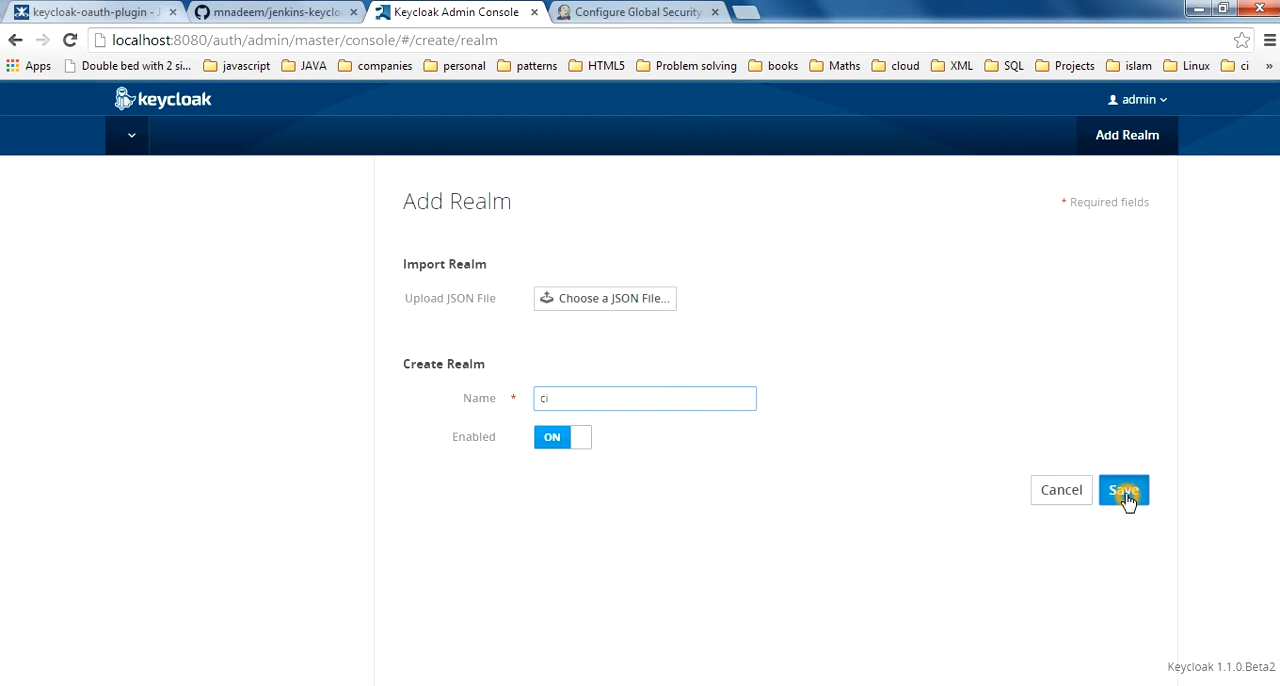 keycloak-oauth-plugin - J
mnadeem/jenkins-keyclo
Keycloak Admin Console
Configure Global Security
localhost:8080/auth/admin/master/console/#/create/realm
Apps Double bed with 2 si... javascript JAVA companies personal patterns HTML5 Problem solving books Maths cloud XML SQL Projects islam Linux ci »
keycloak
admin
Add Realm
Add Realm
* Required fields
Import Realm
Upload JSON File Choose a JSON File...
Create Realm
Name * ci
Enabled ON
Cancel Save
Keycloak 1.1.0.Beta2